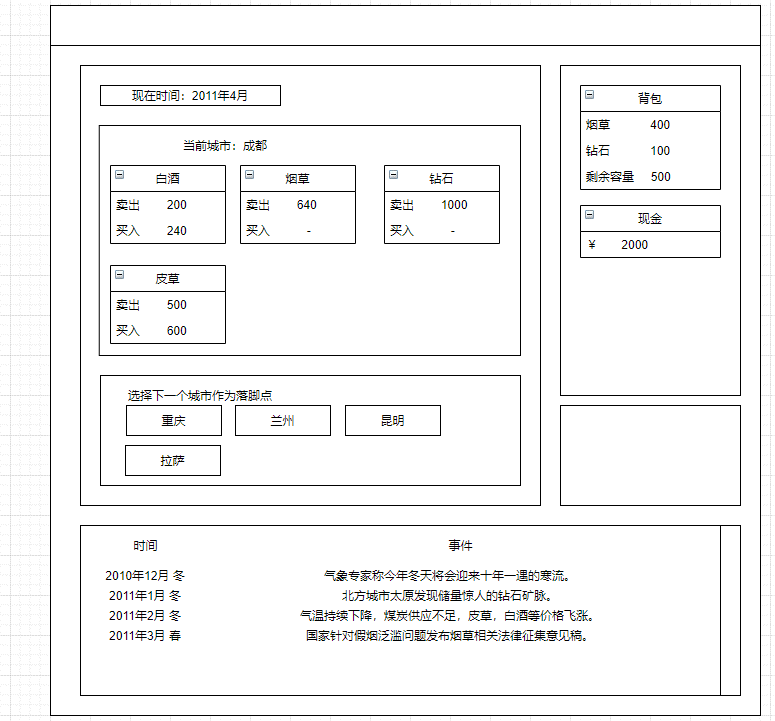 现在时间：2011年4月
当前城市：成都
白酒
卖出 200
买入 240
烟草
卖出 640
买入 -
钻石
卖出 1000
买入 -
皮草
卖出 500
买入 600
选择下一个城市作为落脚点
重庆 兰州 昆明
拉萨
背包
烟草 400
钻石 100
剩余容量 500
现金
¥ 2000
时间 事件
2010年12月 冬 气象专家称今年冬天将会迎来十年一遇的寒流。
2011年1月 冬 北方城市太原发现储量惊人的钻石矿脉。
2011年2月 冬 气温持续下降，煤炭供应不足，皮草，白酒等价格飞涨。
2011年3月 春 国家针对假烟泛滥问题发布烟草相关法律征集意见稿。